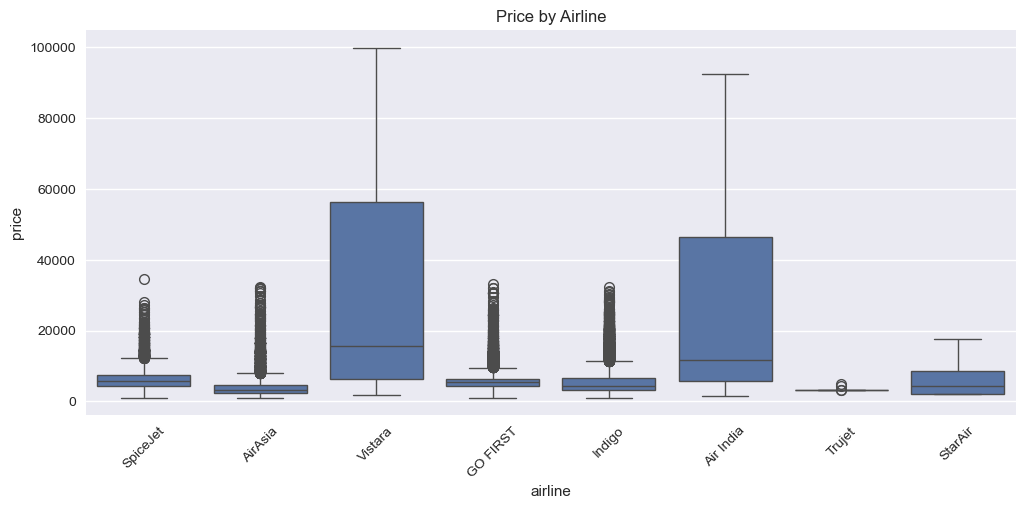 Price by Airline
100000
80000
60000
40000
20000
0
price
SpiceJet
AirAsia
Vistara
GO FIRST
Indigo
Air India
Trujet
StarAir
airline